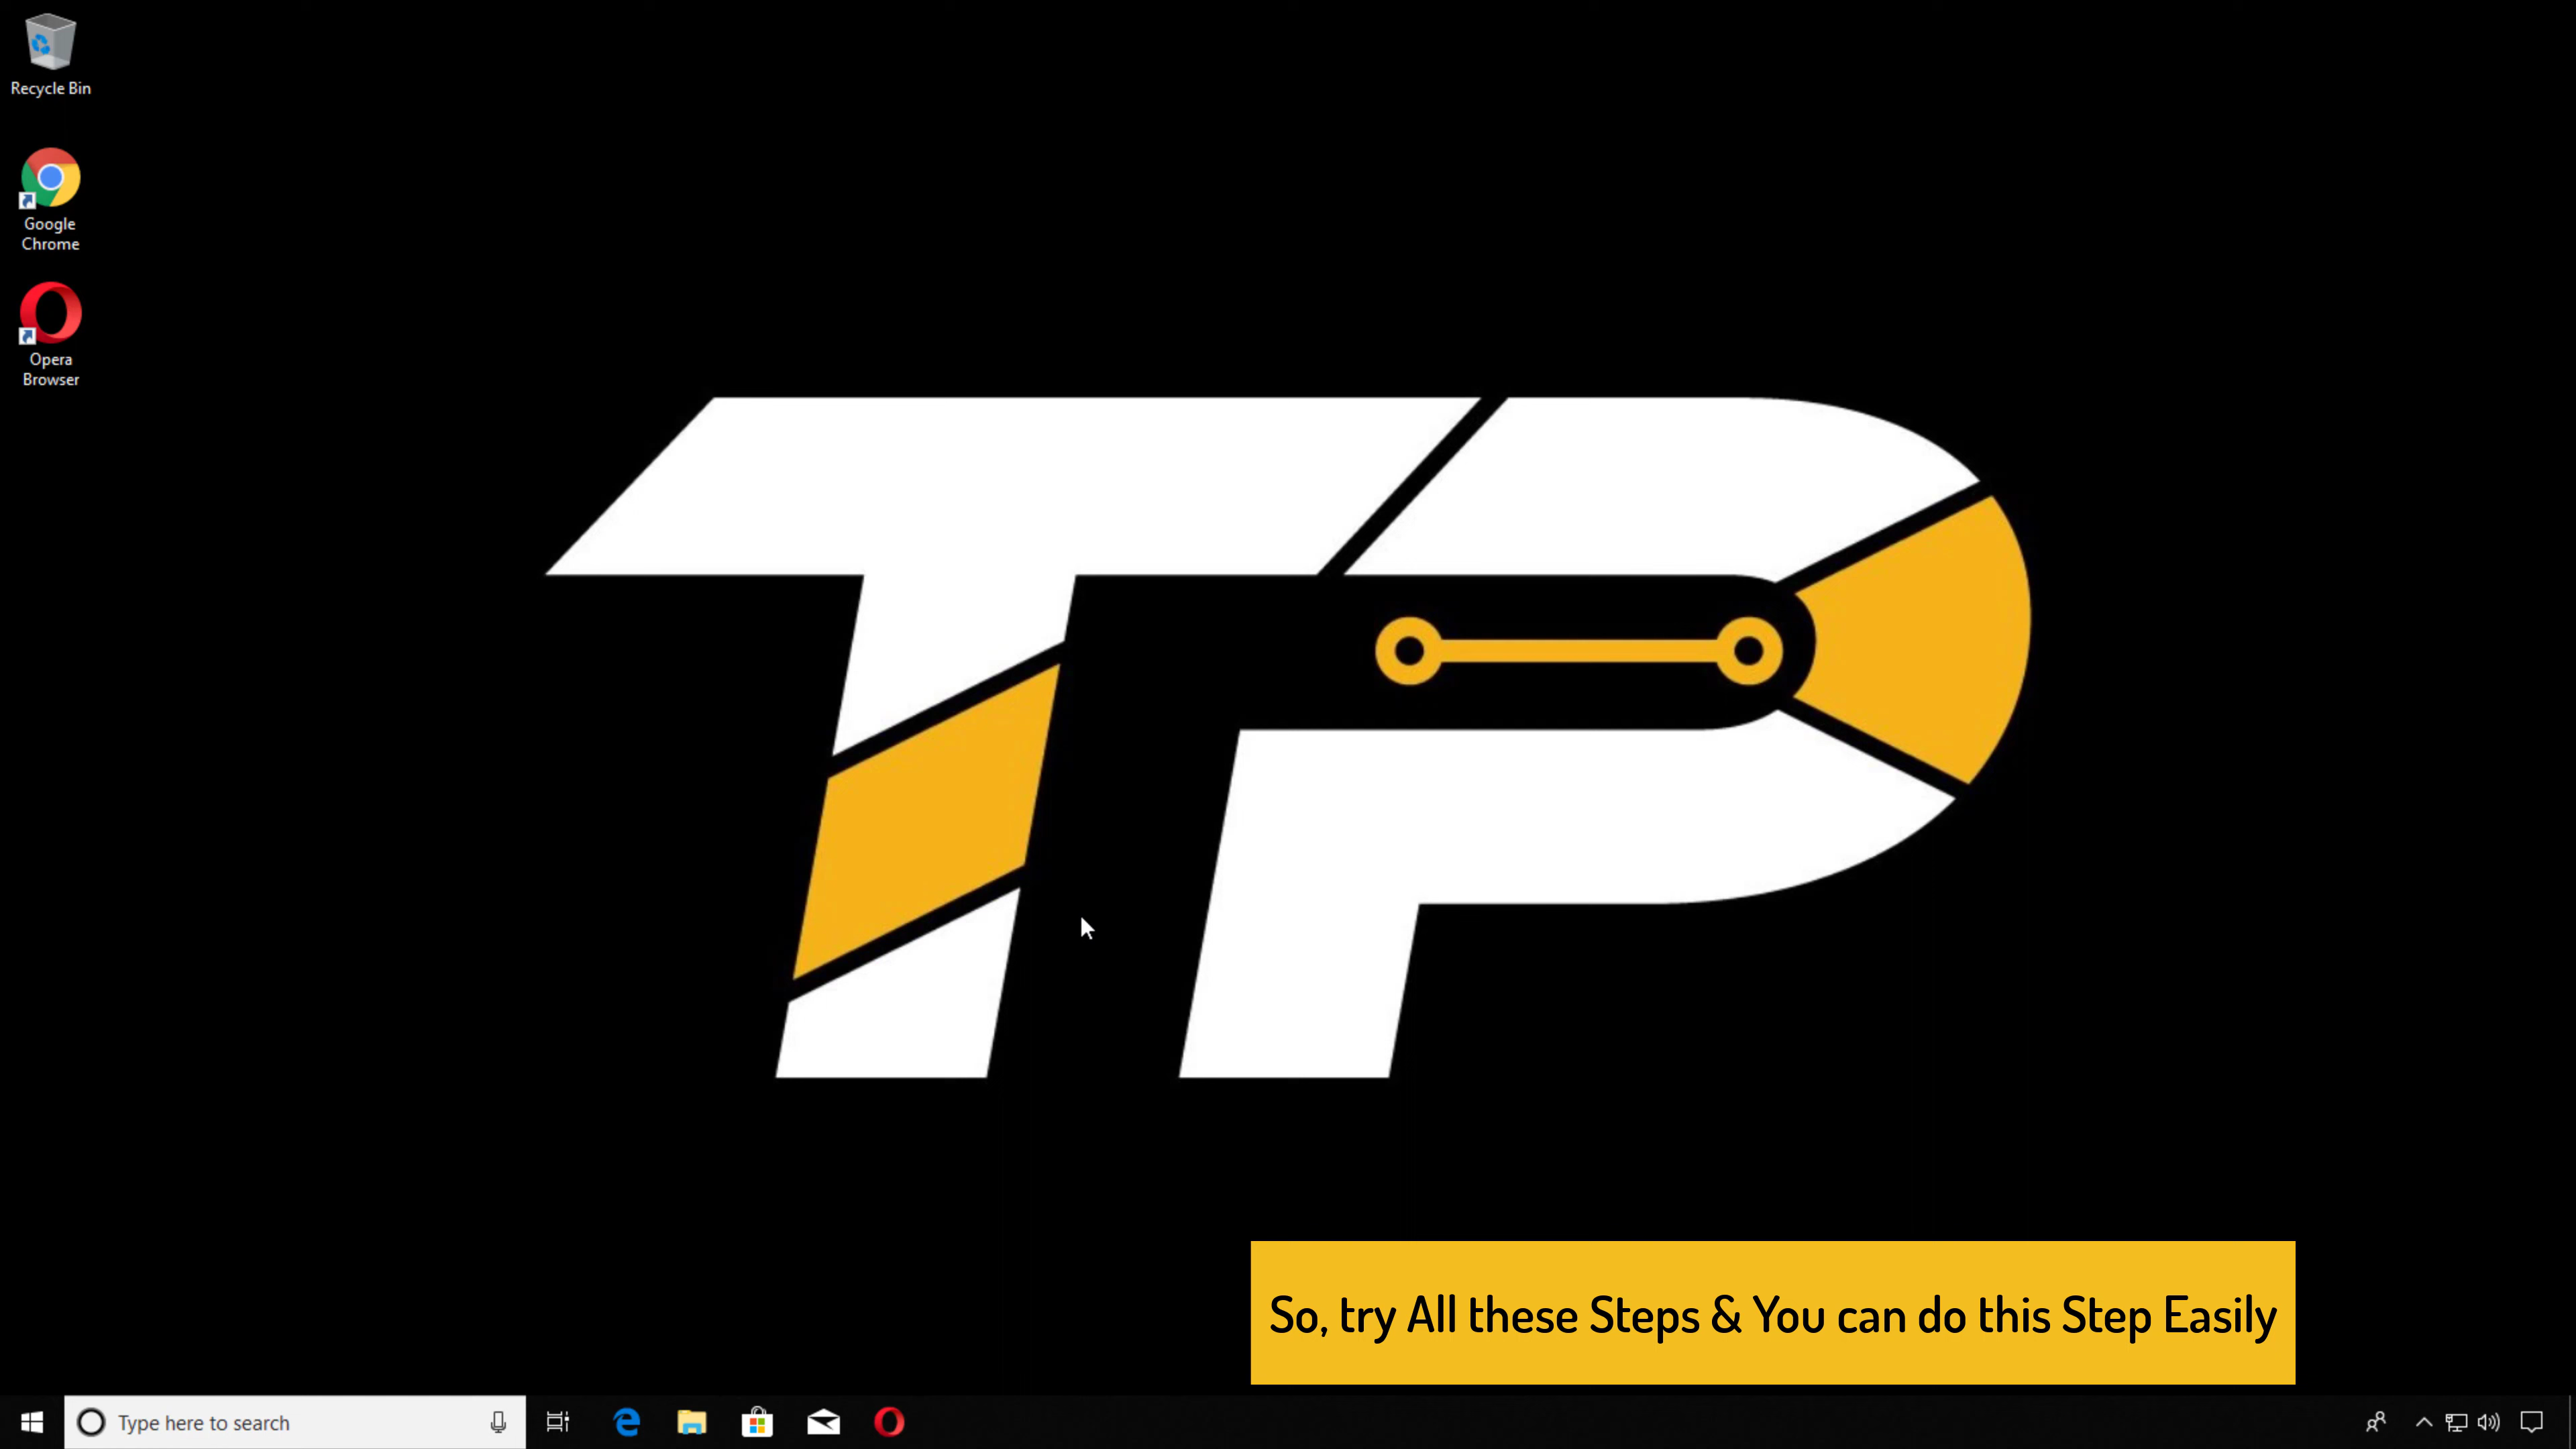 Recycle Bin
Google
Chrome
Opera
Browser
TP
So, try All these Steps & You can do this Step Easily
Type here to search